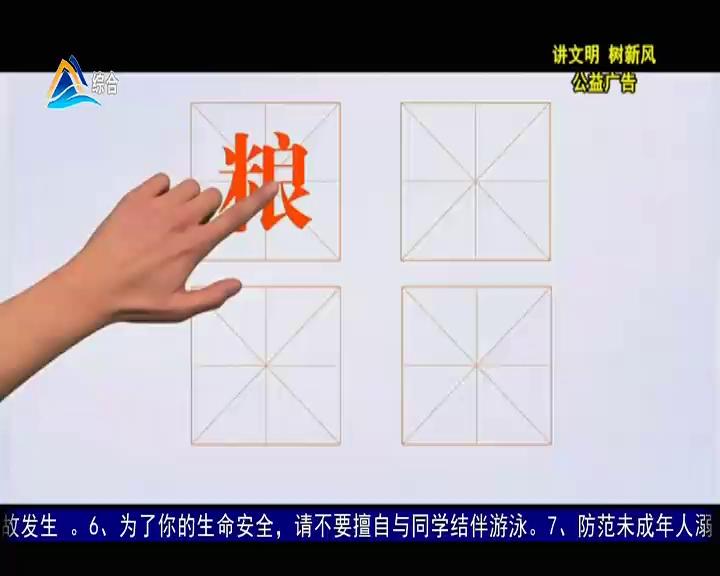 讲文明 树新风
公益广告
综合
粮
故发生 。6、为了你的生命安全，请不要擅自与同学结伴游泳。7、防范未成年人溺